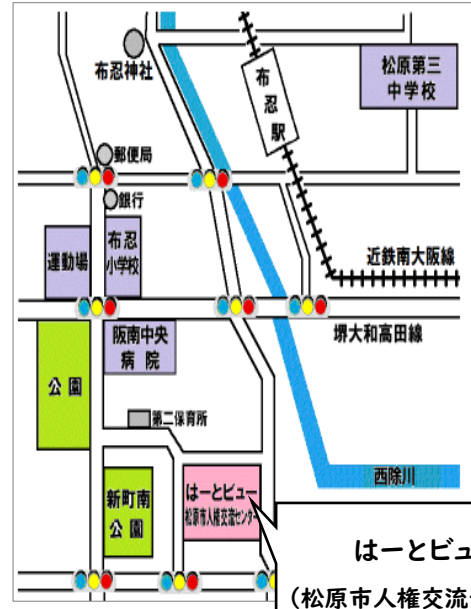 布忍神社
布忍駅
松原第三
中学校
郵便局
銀行
運動場
布忍
小学校
近鉄南大阪線
阪南中央
病院
堺大和高田線
公園
第二保育所
西除川
新町南
公園
はーとビュー
松原市人権交流センター
はーとビュ
(松原市人権交流